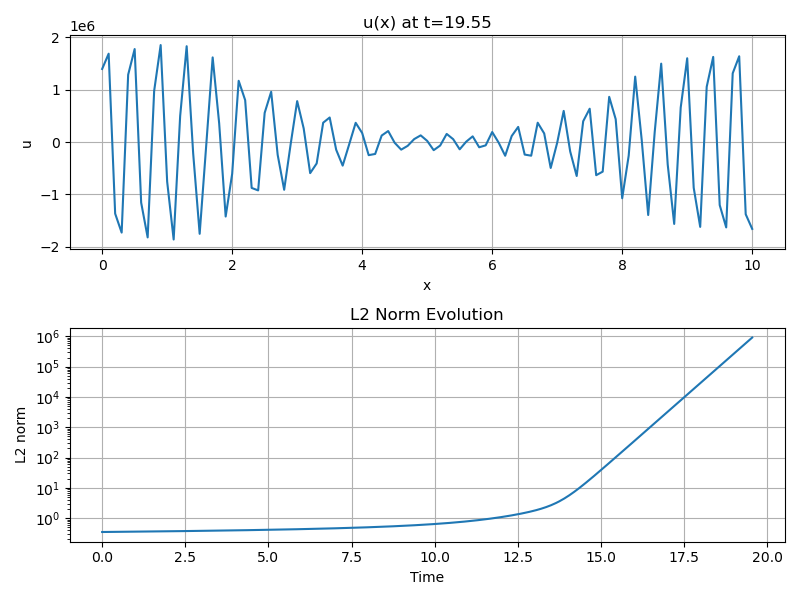 u(x) at t=19.55
1e6
2
1
0
−1
−2
u
0 2 4 6 8 10
x
L2 Norm Evolution
10⁶
10⁵
10⁴
10³
10²
10¹
10⁰
L2 norm
0.0 2.5 5.0 7.5 10.0 12.5 15.0 17.5 20.0
Time